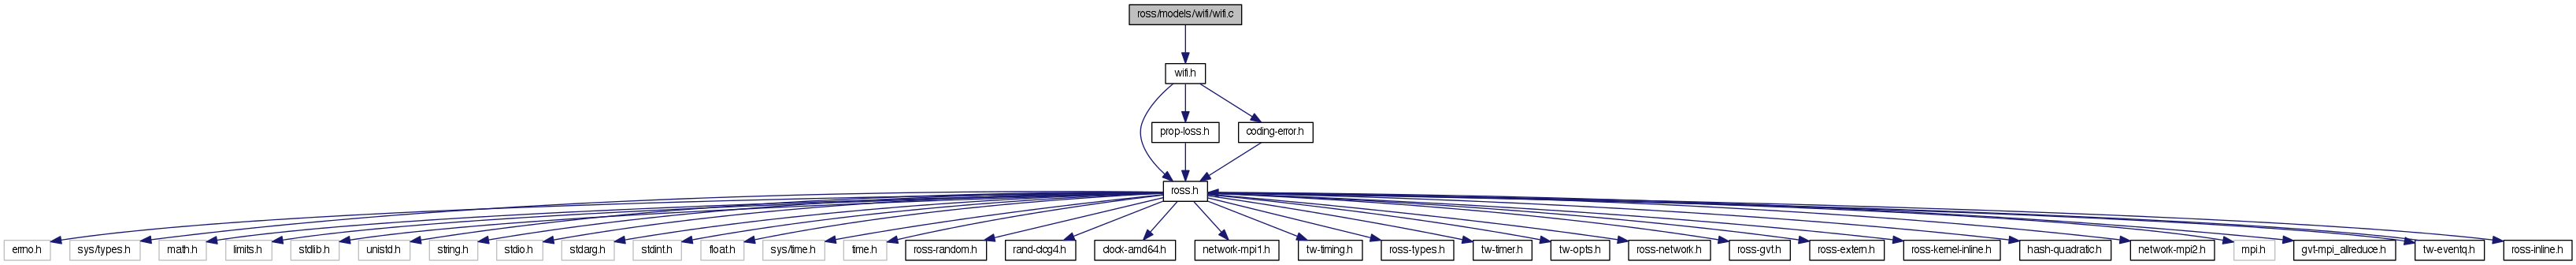 ross/models/wifi/wifi.c
wifi.h
prop-loss.h
coding-error.h
ross.h
errno.h
sys/types.h
math.h
limits.h
stdlib.h
unistd.h
string.h
stdio.h
stdarg.h
stdint.h
float.h
sys/time.h
time.h
ross-random.h
rand-clcg4.h
clock-amd64.h
network-mpi1.h
tw-timing.h
ross-types.h
tw-timer.h
tw-opts.h
ross-network.h
ross-gvt.h
ross-extern.h
ross-kernel-inline.h
hash-quadratic.h
network-mpi2.h
mpi.h
gvt-mpi_allreduce.h
tw-eventq.h
ross-inline.h